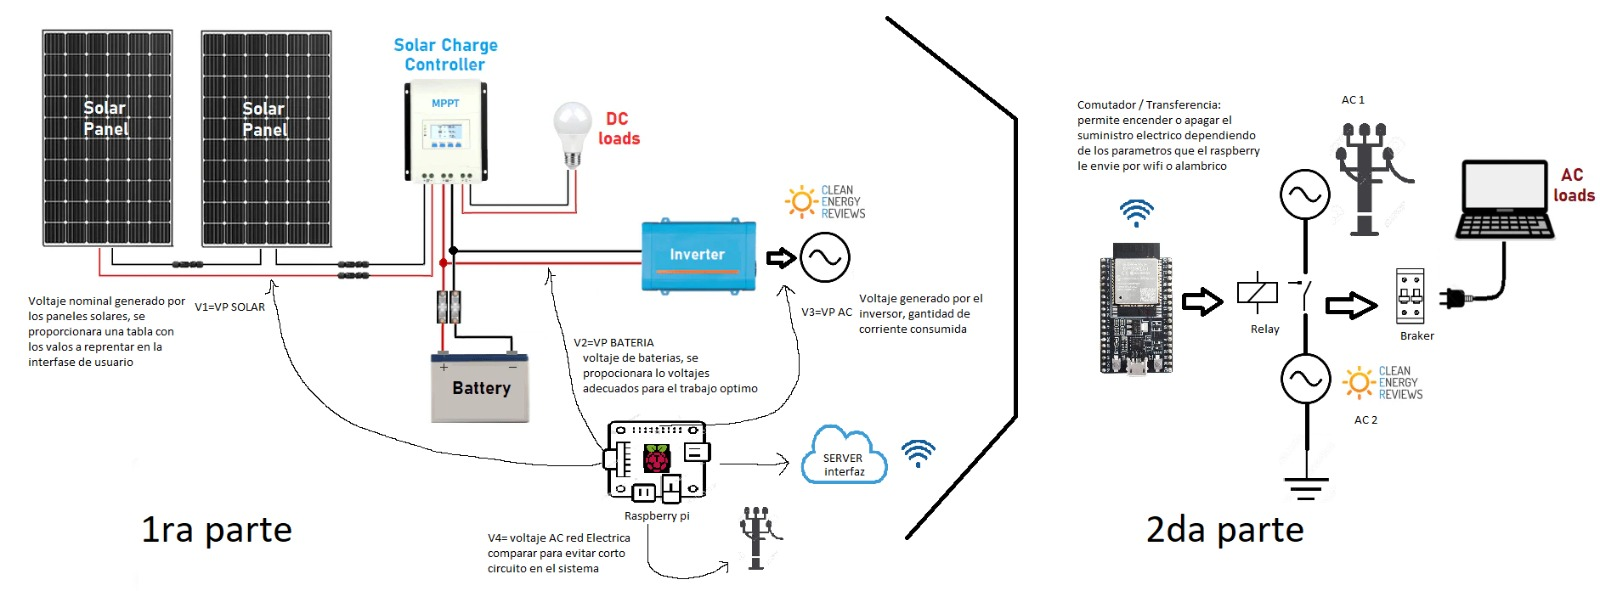 Solar
Panel
Solar
Panel
Solar Charge
Controller
MPPT
DC
loads
CLEAN
ENERGY
REVIEWS
Inverter
Voltaje nominal generado por
los paneles solares, se
proporcionara una tabla con
los valos a reprentar en la
interfase de usuario
V1=VP SOLAR
V2=VP BATERIA
voltaje de baterias, se
propocionara lo voltajes
adecuados para el trabajo optimo
V3=VP AC
Voltaje generado por el
inversor, gantidad de
corriente consumida
+
−
Battery
SERVER
interfaz
Raspberry pi
V4= voltaje AC red Electrica
comparar para evitar corto
circuito en el sistema
1ra parte
Comutador / Transferencia:
permite encender o apagar el
suministro electrico dependiendo
de los parametros que el raspberry
le envie por wifi o alambrico
AC 1
AC
loads
Relay
Braker
CLEAN
ENERGY
REVIEWS
AC 2
2da parte